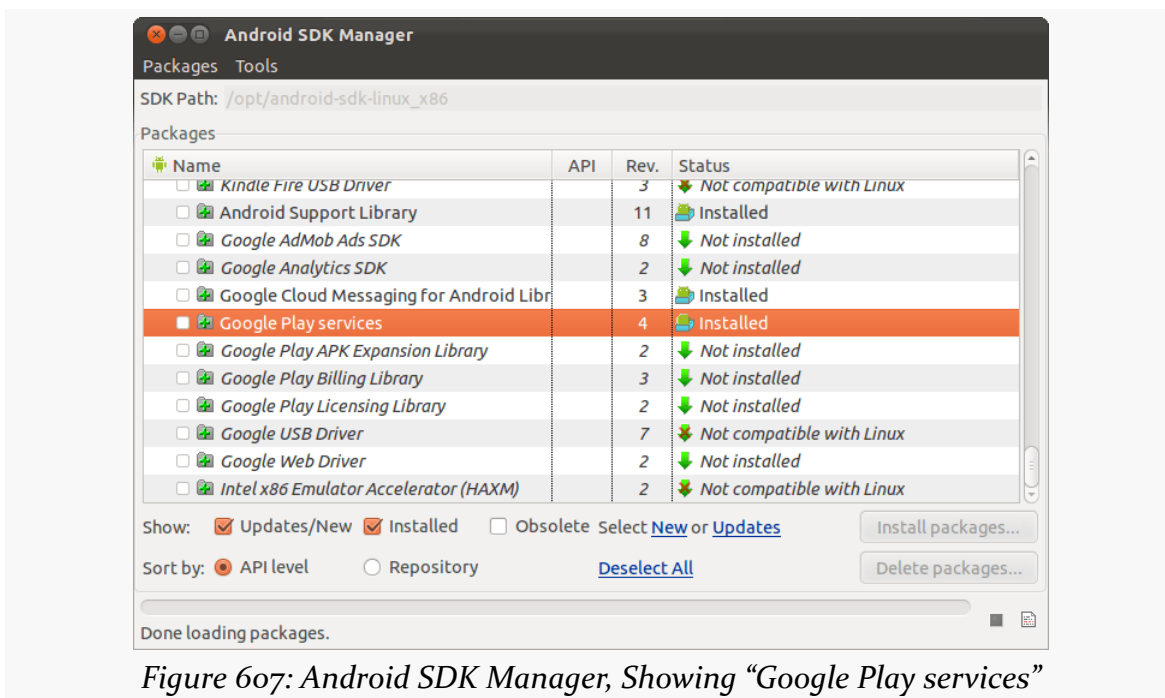 Android SDK Manager
Packages Tools
SDK Path: /opt/android-sdk-linux_x86
Packages
Name API Rev. Status
Kindle Fire USB Driver 3 Not compatible with Linux
Android Support Library 11 Installed
Google AdMob Ads SDK 8 Not installed
Google Analytics SDK 2 Not installed
Google Cloud Messaging for Android Libr 3 Installed
Google Play services 4 Installed
Google Play APK Expansion Library 2 Not installed
Google Play Billing Library 3 Not installed
Google Play Licensing Library 2 Not installed
Google USB Driver 7 Not compatible with Linux
Google Web Driver 2 Not installed
Intel x86 Emulator Accelerator (HAXM) 2 Not compatible with Linux
Show: Updates/New Installed Obsolete Select New or Updates Install packages...
Sort by: API level Repository Deselect All Delete packages...
Done loading packages.
Figure 607: Android SDK Manager, Showing “Google Play services”